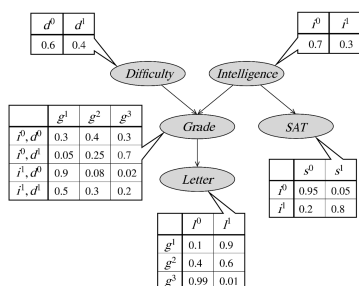 d⁰ d¹
0.6 0.4
i⁰ i¹
0.7 0.3
Difficulty
Intelligence
g¹ g² g³
i⁰, d⁰ 0.3 0.4 0.3
i⁰, d¹ 0.05 0.25 0.7
i¹, d⁰ 0.9 0.08 0.02
i¹, d¹ 0.5 0.3 0.2
Grade
SAT
Letter
s⁰ s¹
i⁰ 0.95 0.05
i¹ 0.2 0.8
l⁰ l¹
g¹ 0.1 0.9
g² 0.4 0.6
g³ 0.99 0.01